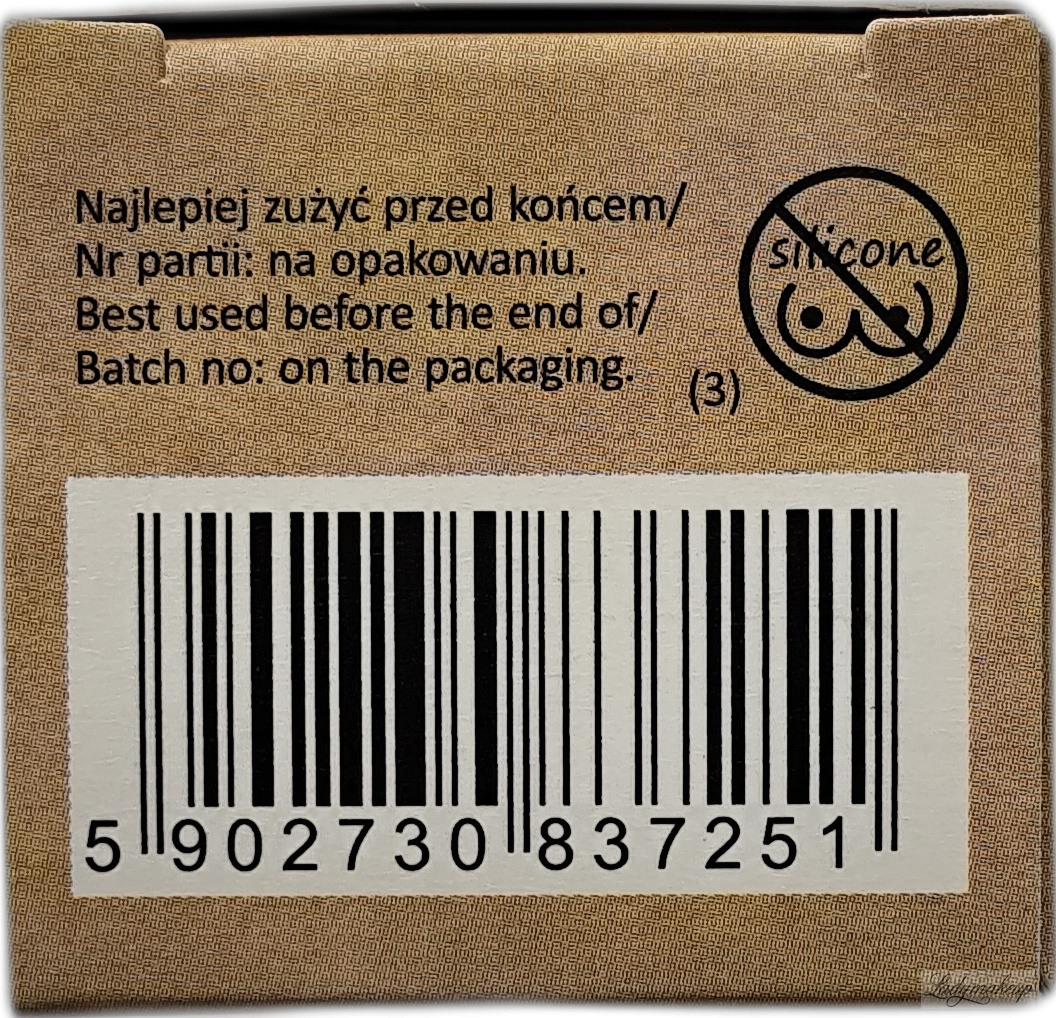 Najlepiej zużyć przed końcem/
Nr partii: na opakowaniu.
Best used before the end of/
Batch no: on the packaging.
(3)
silicone
5 902730 837251
Ladymakeup